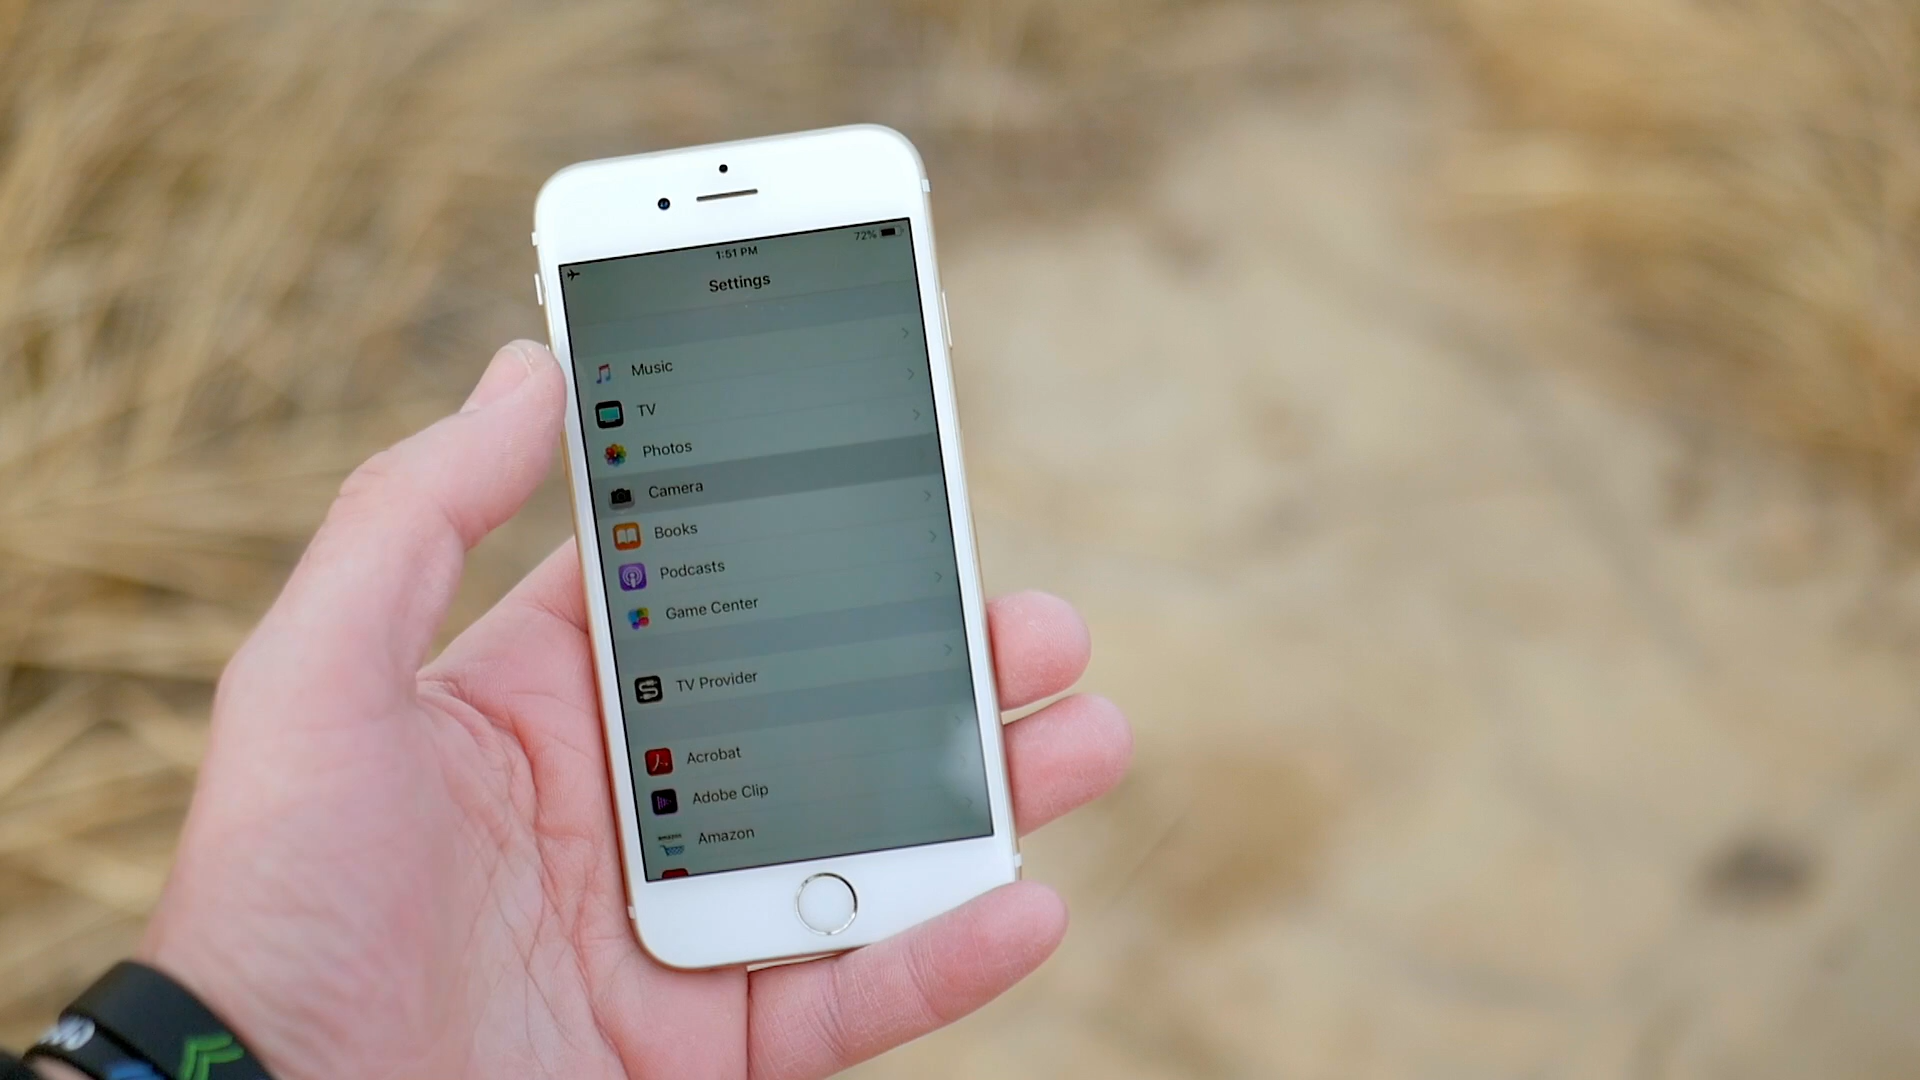 72%
1:51 PM
Settings
Music
TV
Photos
Camera
Books
Podcasts
Game Center
TV Provider
Acrobat
Adobe Clip
amazon
Amazon